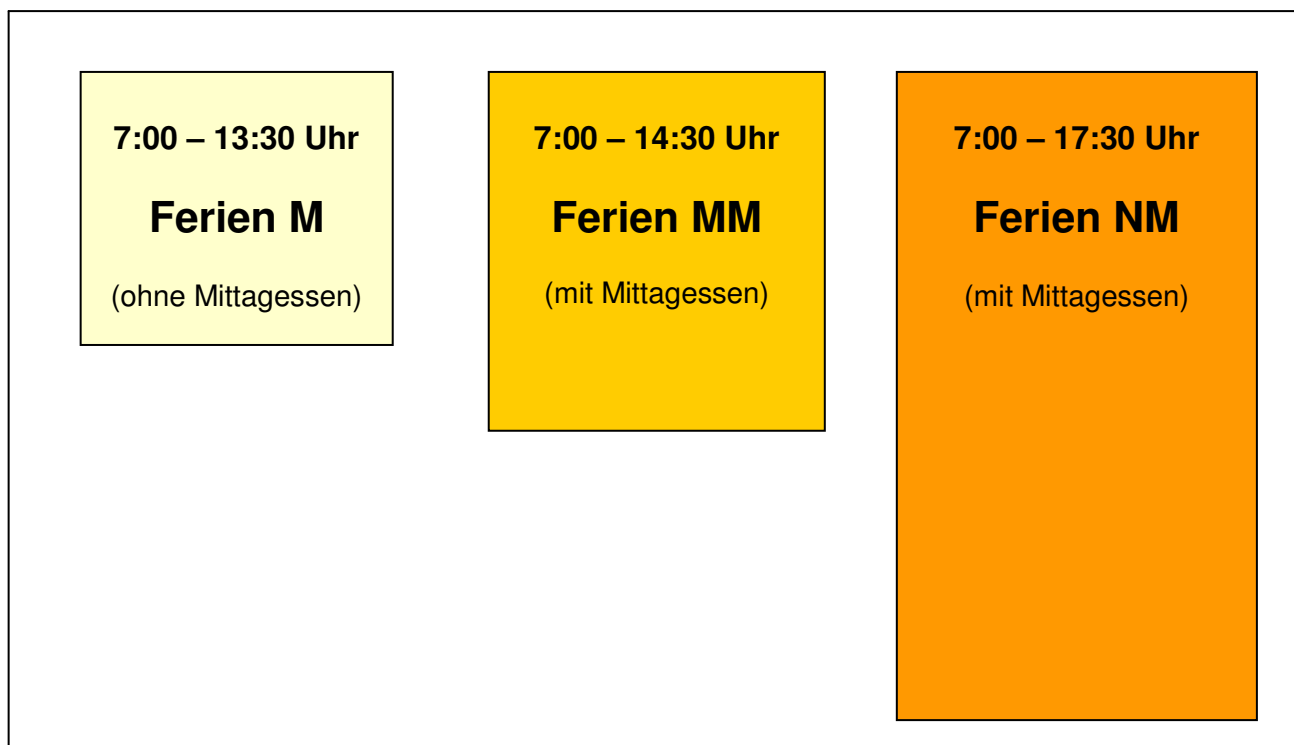 7:00 – 13:30 Uhr
Ferien M
(ohne Mittagessen)
7:00 – 14:30 Uhr
Ferien MM
(mit Mittagessen)
7:00 – 17:30 Uhr
Ferien NM
(mit Mittagessen)